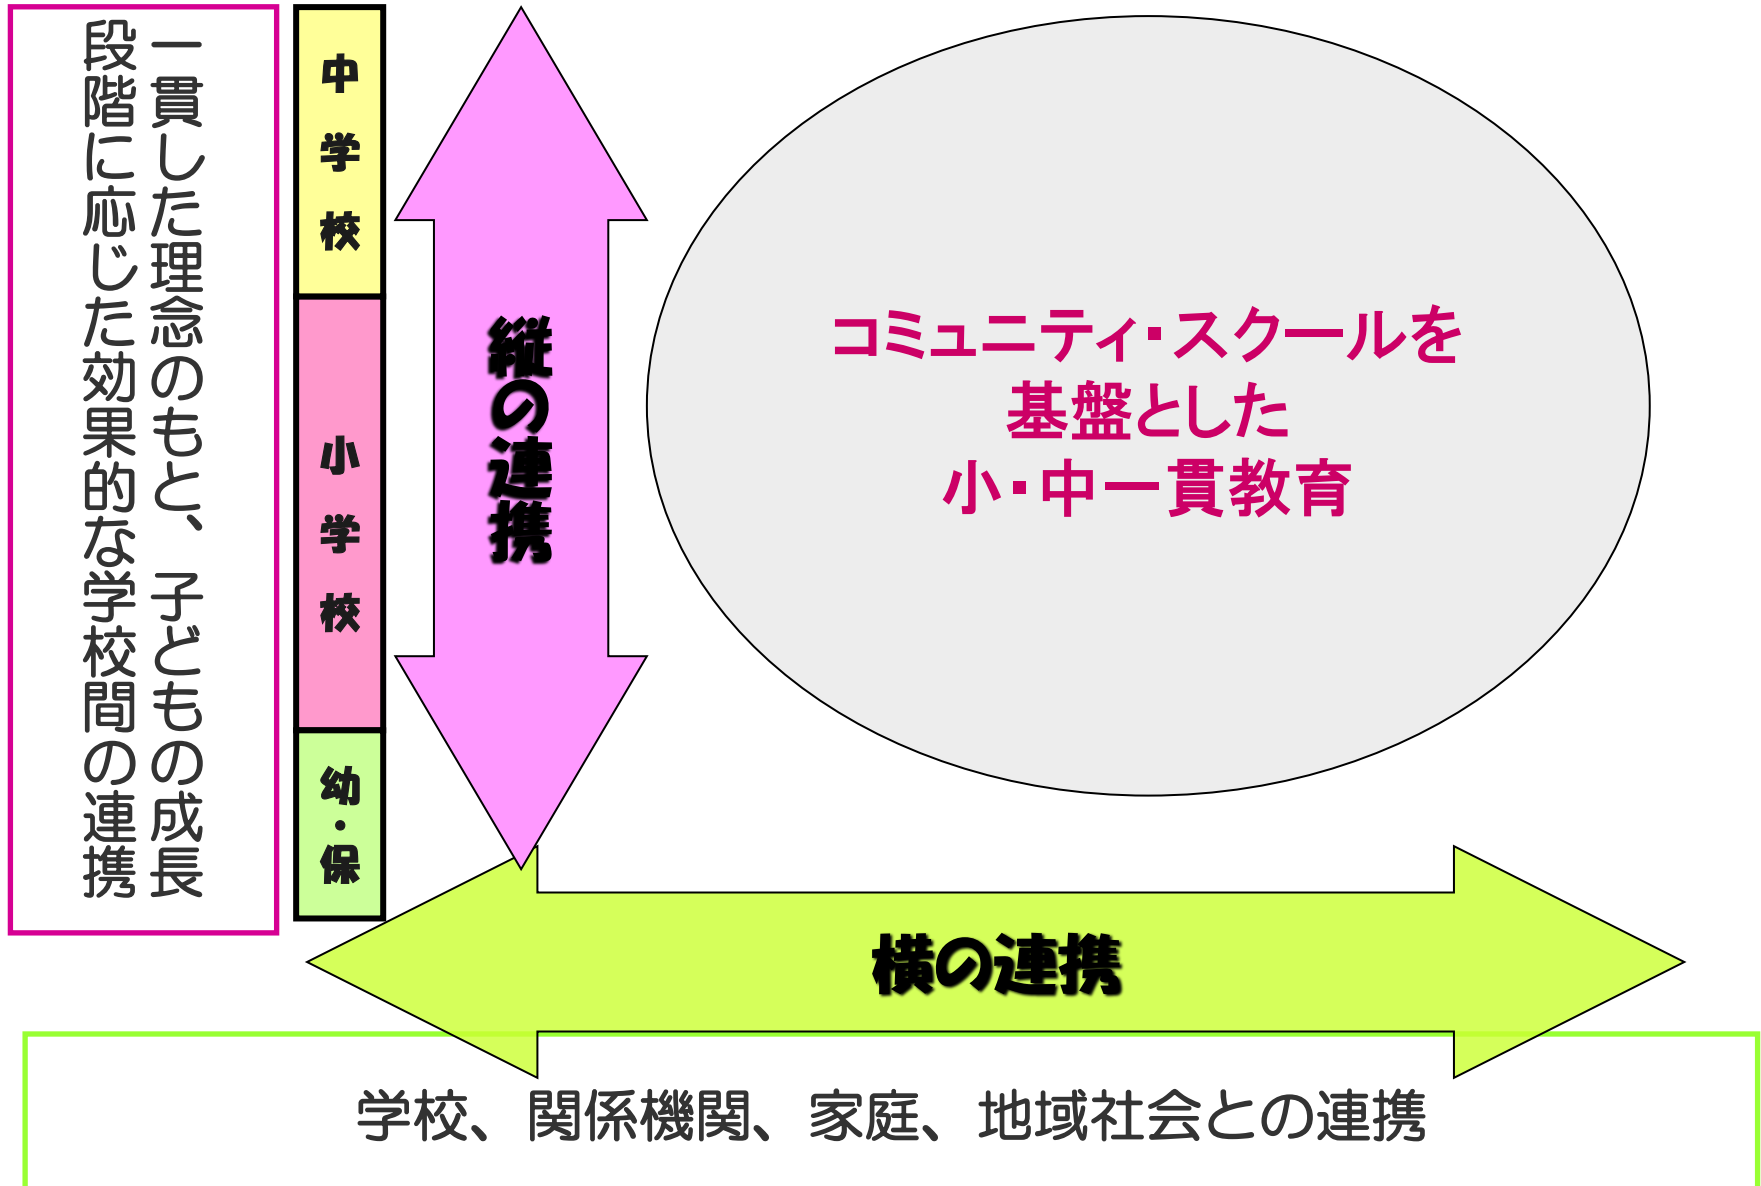 一貫した理念のもと、子どもの成長
段階に応じた効果的な学校間の連携
中学校
小学校
幼・保
縦の連携
コミュニティ・スクールを
基盤とした
小・中一貫教育
横の連携
学校、関係機関、家庭、地域社会との連携